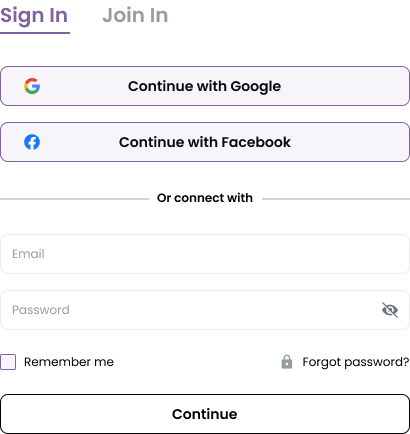 Sign In Join In
Continue with Google
Continue with Facebook
Or connect with
Email
Password
Remember me Forgot password?
Continue